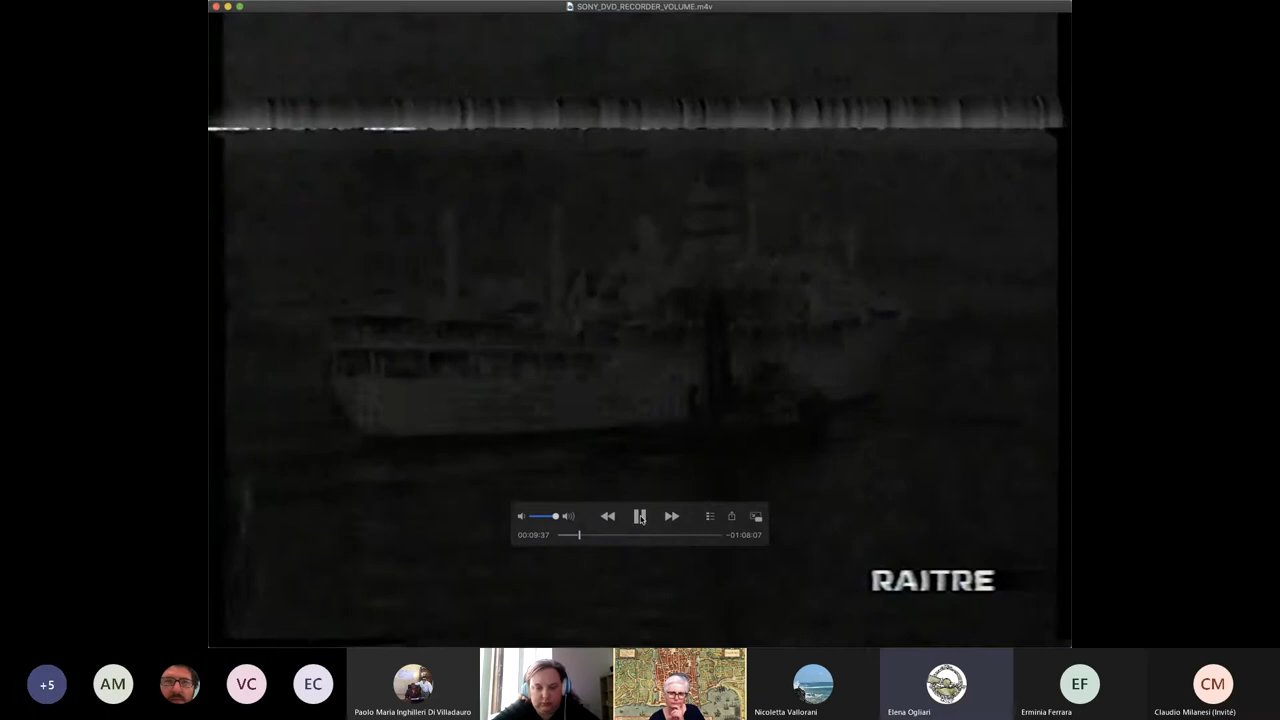 SONY_DVD_RECORDER_VOLUME.m4v
00:09:37
-01:08:07
RAITRE
+5
AM
VC
EC
Paolo Maria Inghilleri Di Villadauro
Nicoletta Vallorani
Elena Ogliari
EF
Erminia Ferrara
CM
Claudio Milanesi (Invité)